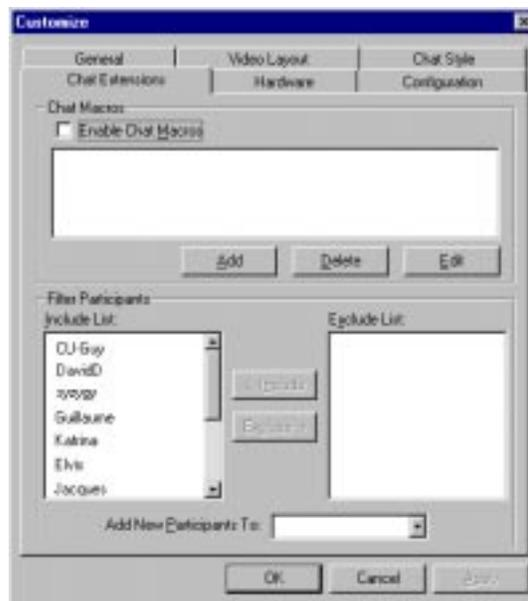 Customize
General
Video Layout
Chat Style
Chat Extensions
Hardware
Configuration
Chat Macros
Enable Chat Macros
Add
Delete
Edit
Filter Participants
Include List:
Exclude List:
CU-Guy
DavidD
syzygy
Guillaume
Katrina
Elvis
Jacques
Add New Participants To:
OK
Cancel
Apply